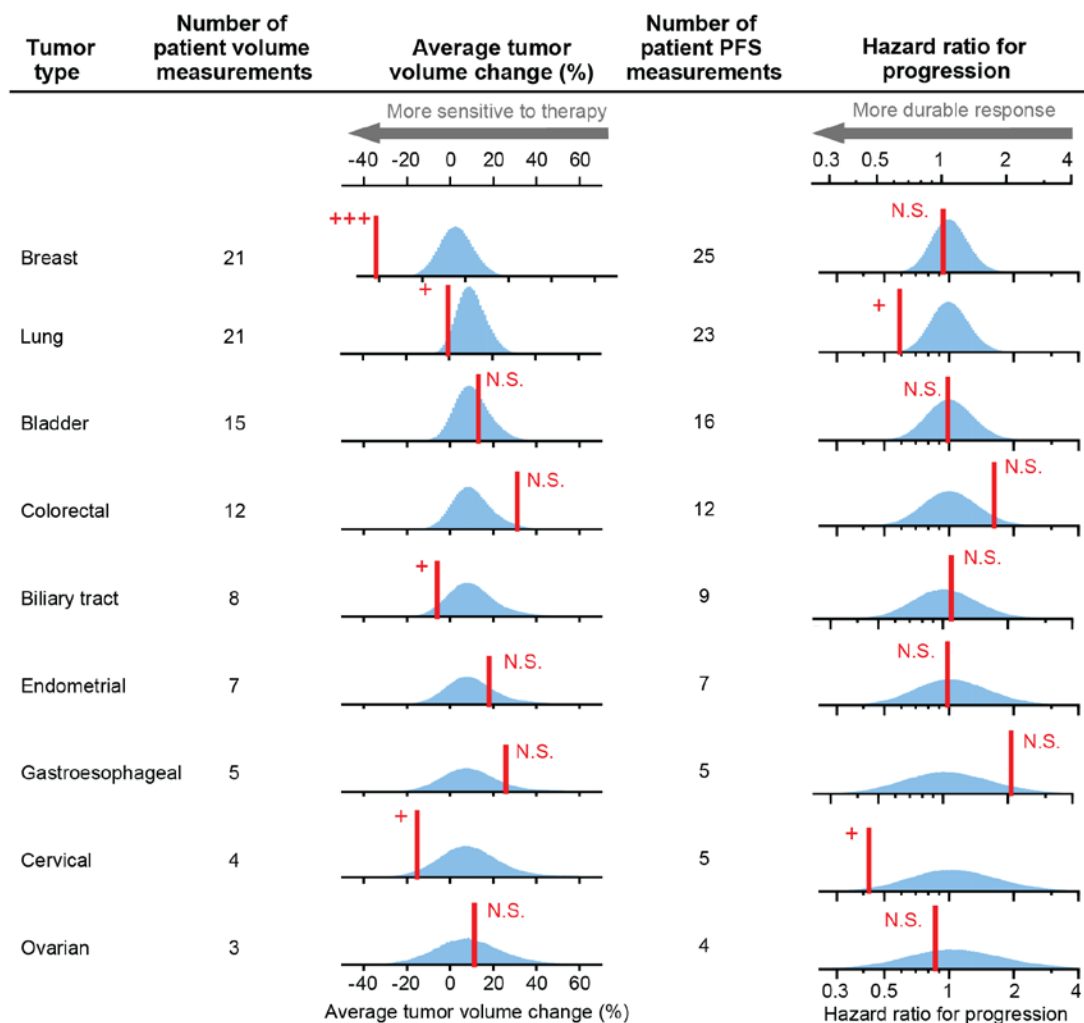 Tumor type
Number of patient volume measurements
Average tumor volume change (%)
Number of patient PFS measurements
Hazard ratio for progression
More sensitive to therapy
More durable response
-40 -20 0 20 40 60
0.3 0.5 1 2 4
Breast 21 +++ 25 N.S.
Lung 21 + 23 +
Bladder 15 N.S. 16 N.S.
Colorectal 12 N.S. 12 N.S.
Biliary tract 8 + 9 N.S.
Endometrial 7 N.S. 7 N.S.
Gastroesophageal 5 N.S. 5 N.S.
Cervical 4 + 5 +
Ovarian 3 N.S. 4 N.S.
-40 -20 0 20 40 60
0.3 0.5 1 2 4
Average tumor volume change (%)
Hazard ratio for progression